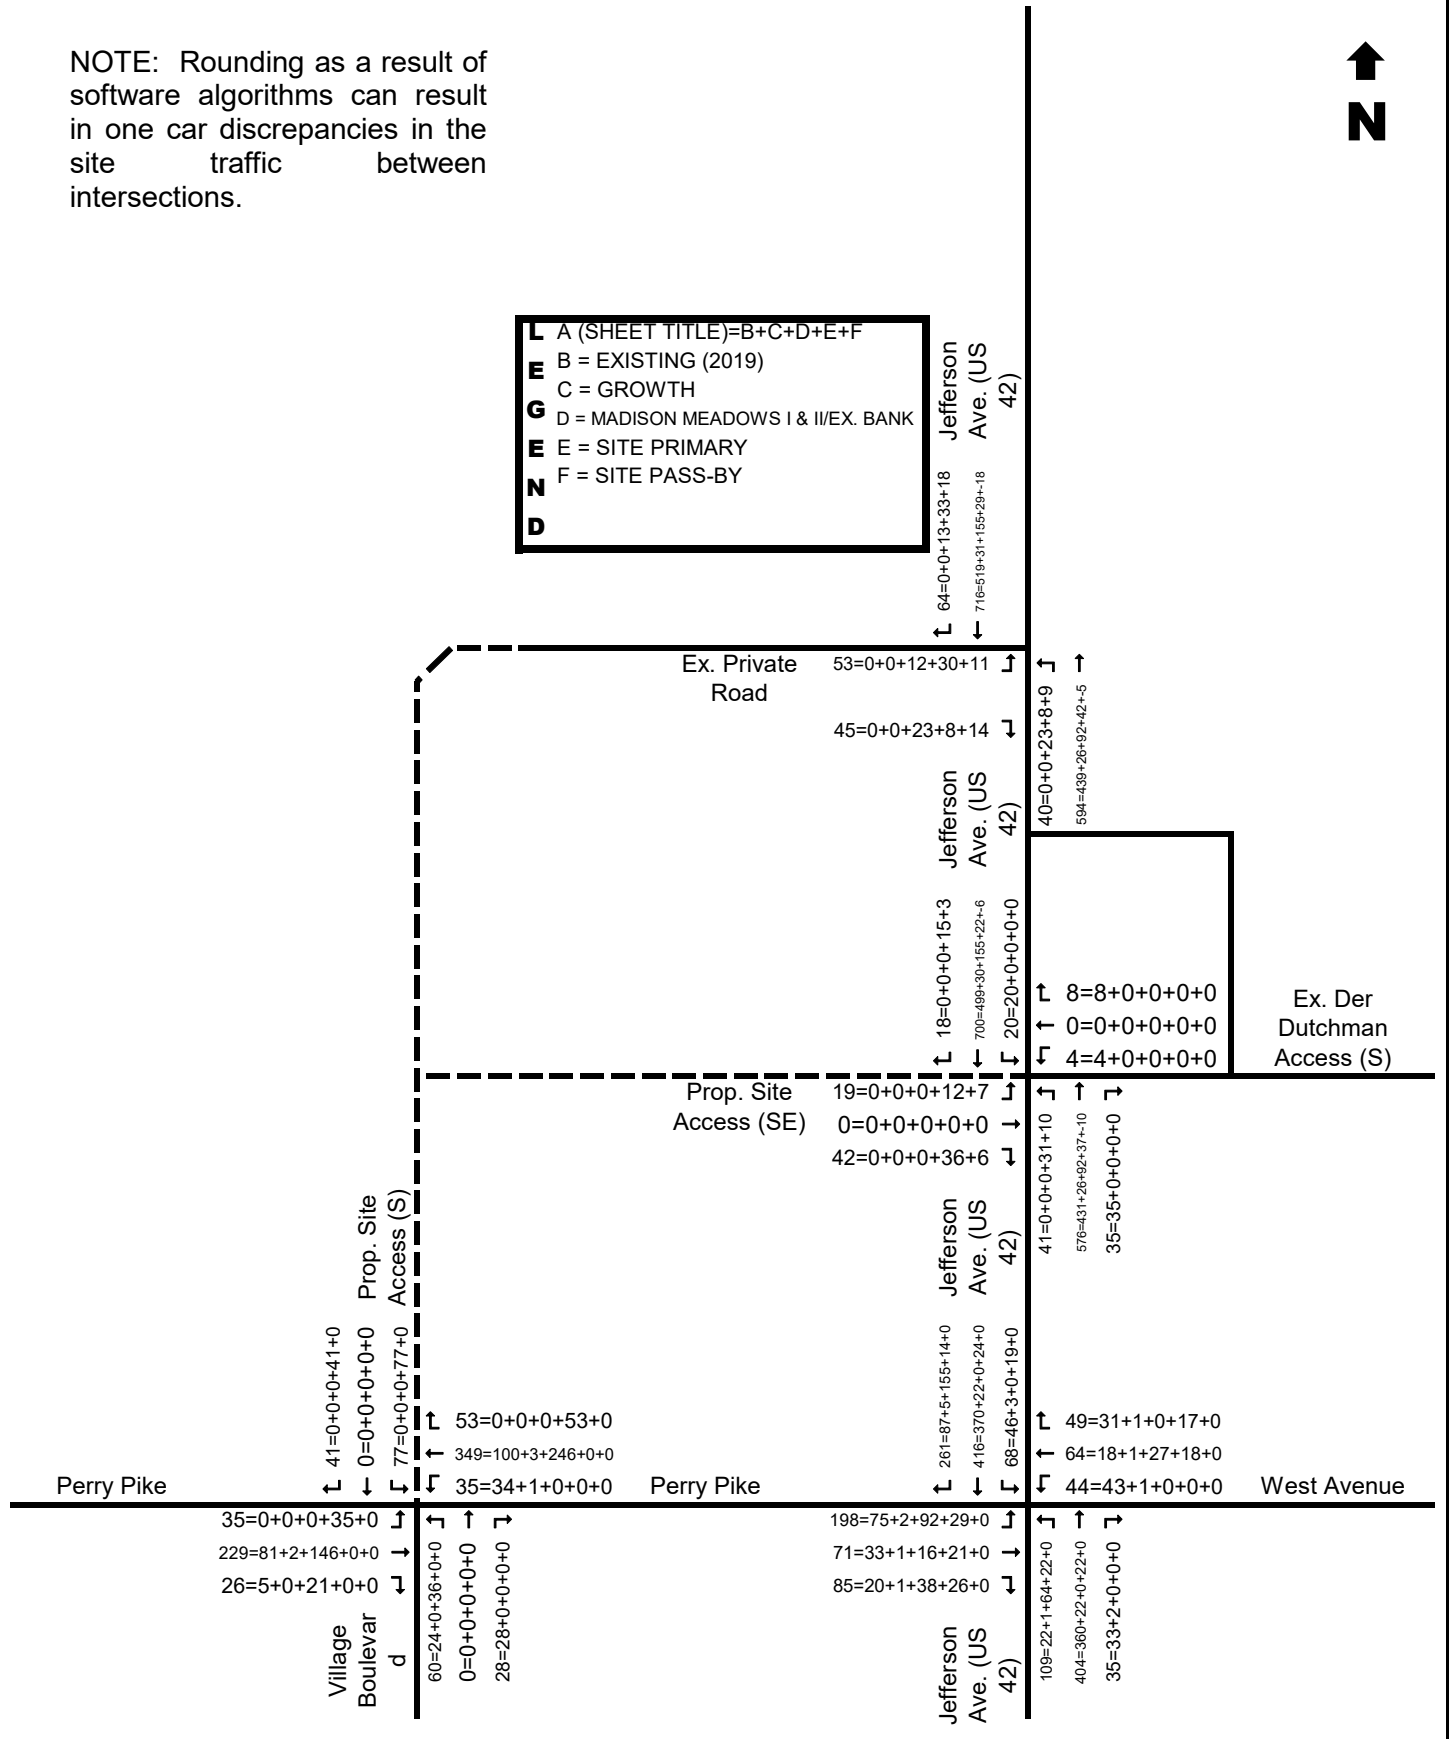 NOTE: Rounding as a result of
software algorithms can result
in one car discrepancies in the
site traffic between
intersections.
N
L
E
G
E
N
D
A (SHEET TITLE)=B+C+D+E+F
B = EXISTING (2019)
C = GROWTH
D = MADISON MEADOWS I & II/EX. BANK
E = SITE PRIMARY
F = SITE PASS-BY
Jefferson
Ave. (US
42)
64=0+0+13+33+18
716=519+31+155+29+-18
Ex. Private
Road
53=0+0+12+30+11
45=0+0+23+8+14
40=0+0+23+8+9
594=439+26+92+42+-5
Jefferson
Ave. (US
42)
18=0+0+0+15+3
700=499+30+155+22+-6
20=20+0+0+0+0
8=8+0+0+0+0
0=0+0+0+0+0
4=4+0+0+0+0
Ex. Der
Dutchman
Access (S)
Prop. Site
Access (SE)
19=0+0+0+12+7
0=0+0+0+0+0
42=0+0+0+36+6
41=0+0+0+31+10
576=431+26+92+37+-10
35=35+0+0+0+0
Prop. Site
Access (S)
Jefferson
Ave. (US
42)
41=0+0+0+41+0
0=0+0+0+0+0
77=0+0+0+77+0
53=0+0+0+53+0
349=100+3+246+0+0
35=34+1+0+0+0
261=87+5+155+14+0
416=370+22+0+24+0
68=46+3+0+19+0
49=31+1+0+17+0
64=18+1+27+18+0
44=43+1+0+0+0
Perry Pike
Perry Pike
West Avenue
35=0+0+0+35+0
229=81+2+146+0+0
26=5+0+21+0+0
60=24+0+36+0+0
0=0+0+0+0+0
28=28+0+0+0+0
198=75+2+92+29+0
71=33+1+16+21+0
85=20+1+38+26+0
109=22+1+64+22+0
404=360+22+0+22+0
35=33+2+0+0+0
Village
Boulevar
d
Jefferson
Ave. (US
42)